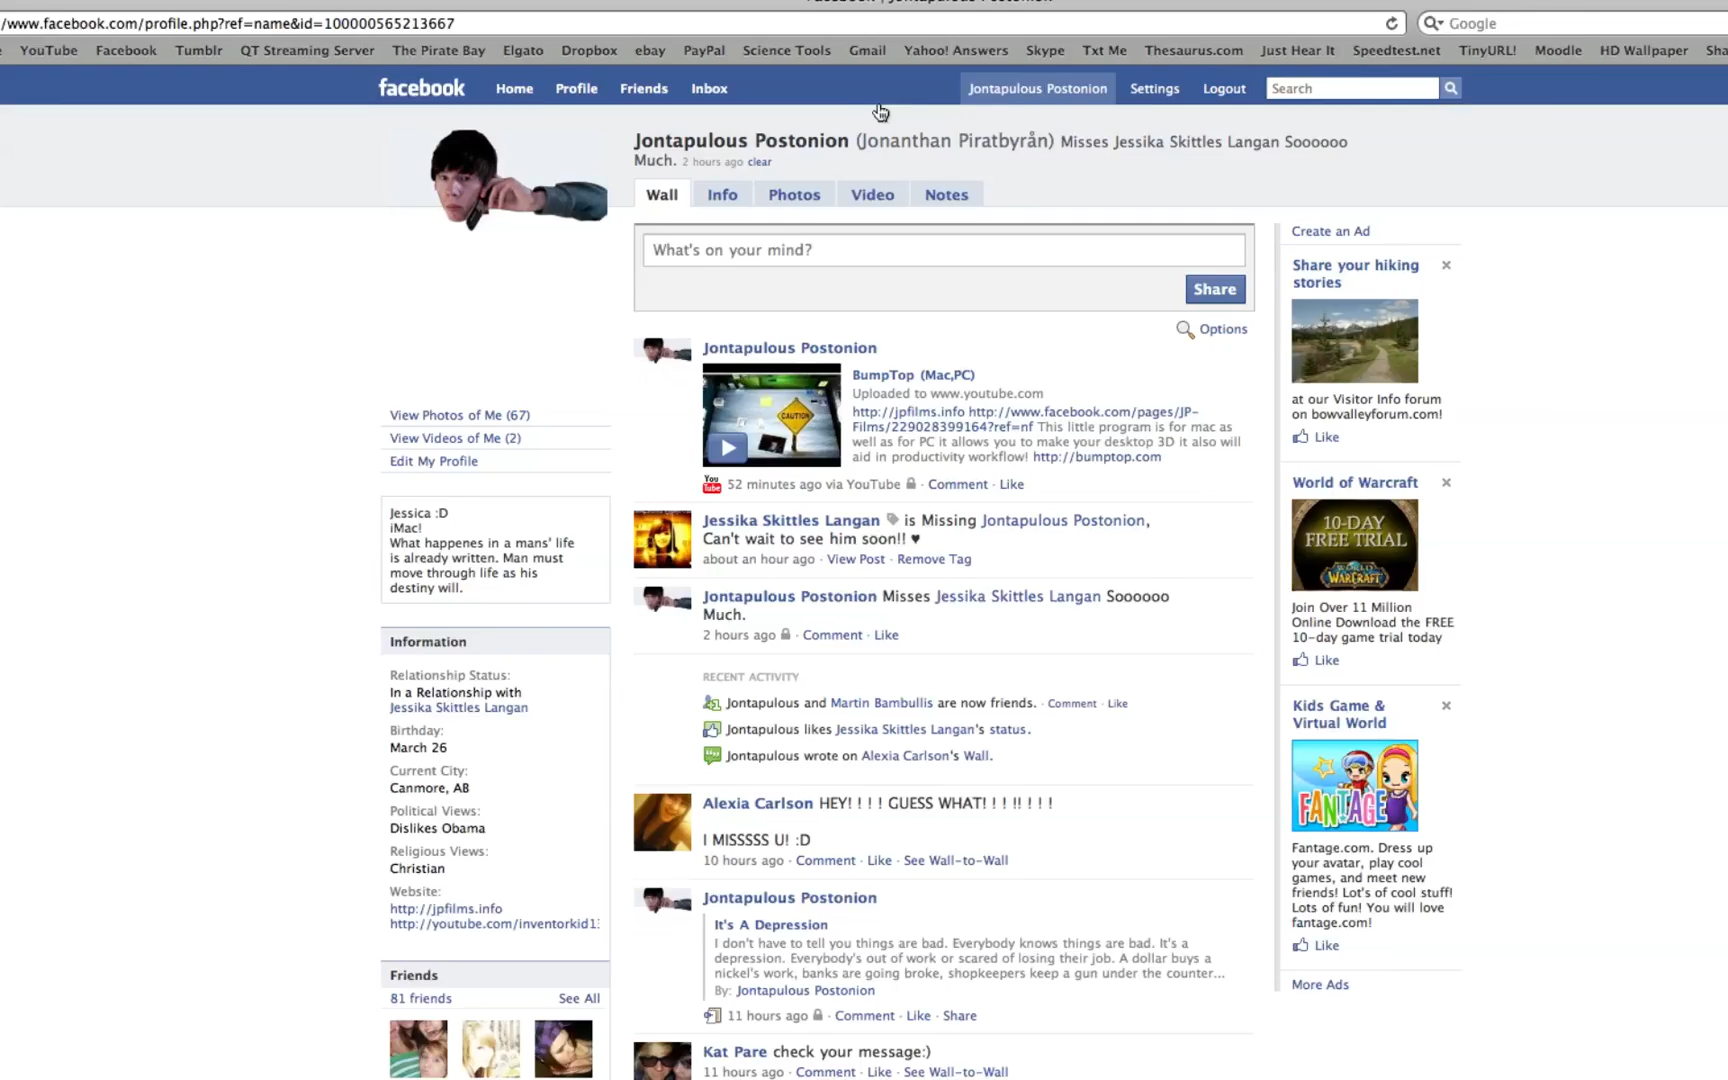 /www.facebook.com/profile.php?ref=name&id=100000565213667
Google
YouTube Facebook Tumblr QT Streaming Server The Pirate Bay Elgato Dropbox ebay PayPal Science Tools Gmail Yahoo! Answers Skype Txt Me Thesaurus.com Just Hear It Speedtest.net TinyURL! Moodle HD Wallpaper Sha
facebook Home Profile Friends Inbox Jontapulous Postonion Settings Logout Search
Jontapulous Postonion (Jonanthan Piratbyrån) Misses Jessika Skittles Langan Soooooo
Much. 2 hours ago clear
Wall Info Photos Video Notes
What's on your mind?
Share
Options
Jontapulous Postonion
BumpTop (Mac,PC)
Uploaded to www.youtube.com
http://jpfilms.info http://www.facebook.com/pages/JP-
Films/229028399164?ref=nf This little program is for mac as
well as for PC it allows you to make your desktop 3D it also will
aid in productivity workflow! http://bumptop.com
CAUTION
You
Tube
52 minutes ago via YouTube · Comment · Like
Jessika Skittles Langan is Missing Jontapulous Postonion,
Can't wait to see him soon!! ♥
about an hour ago · View Post · Remove Tag
Jontapulous Postonion Misses Jessika Skittles Langan Soooooo
Much.
2 hours ago · Comment · Like
RECENT ACTIVITY
Jontapulous and Martin Bambullis are now friends. · Comment · Like
Jontapulous likes Jessika Skittles Langan's status.
Jontapulous wrote on Alexia Carlson's Wall.
Alexia Carlson HEY! ! ! ! GUESS WHAT! ! ! !! ! ! !
I MISSSSS U! :D
10 hours ago · Comment · Like · See Wall-to-Wall
Jontapulous Postonion
It's A Depression
I don't have to tell you things are bad. Everybody knows things are bad. It's a
depression. Everybody's out of work or scared of losing their job. A dollar buys a
nickel's work, banks are going broke, shopkeepers keep a gun under the counter...
By: Jontapulous Postonion
11 hours ago · Comment · Like · Share
Kat Pare check your message:)
11 hours ago · Comment · Like · See Wall-to-Wall
View Photos of Me (67)
View Videos of Me (2)
Edit My Profile
Jessica :D
iMac!
What happenes in a mans' life
is already written. Man must
move through life as his
destiny will.
Information
Relationship Status:
In a Relationship with
Jessika Skittles Langan
Birthday:
March 26
Current City:
Canmore, AB
Political Views:
Dislikes Obama
Religious Views:
Christian
Website:
http://jpfilms.info
http://youtube.com/inventorkid1
Friends
81 friends See All
Create an Ad
Share your hiking
stories
at our Visitor Info forum
on bowvalleyforum.com!
Like
World of Warcraft
10-DAY
FREE TRIAL
WORLD
WARCRAFT
Join Over 11 Million
Online Download the FREE
10-day game trial today
Like
Kids Game &
Virtual World
FANTAGE
Fantage.com. Dress up
your avatar, play cool
games, and meet new
friends! Lot's of cool stuff!
Lots of fun! You will love
fantage.com!
Like
More Ads